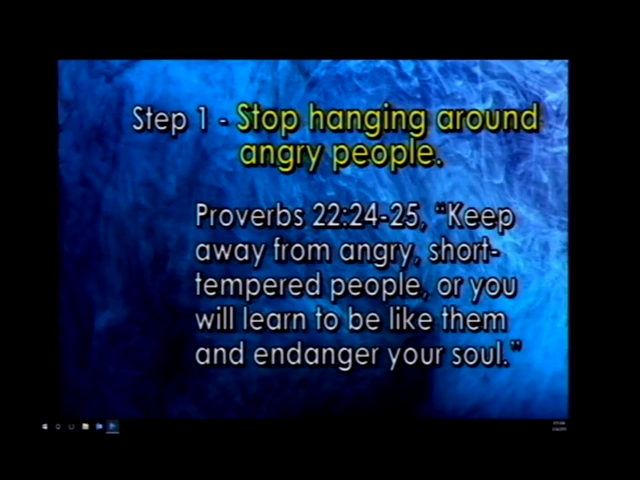 Step 1 - Stop hanging around
angry people.
Proverbs 22:24-25, “Keep
away from angry, short-
tempered people, or you
will learn to be like them
and endanger your soul.”